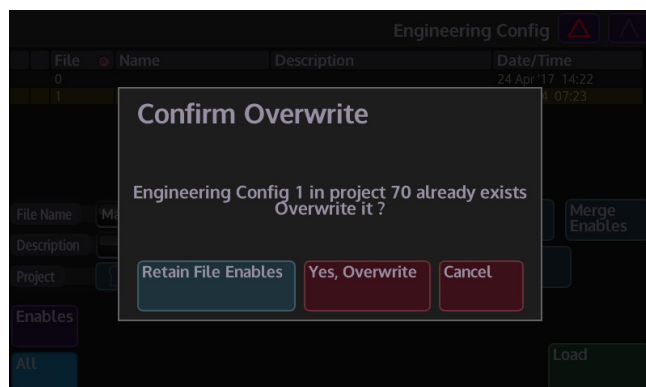 Engineering Config
File Name Description Date/Time
0 24 Apr '17 14:22
1 07:23
Confirm Overwrite
Engineering Config 1 in project 70 already exists
Overwrite it ?
File Name Ma
Merge
Enables
Description
Project
Retain File Enables Yes, Overwrite Cancel
Enables
All
Load